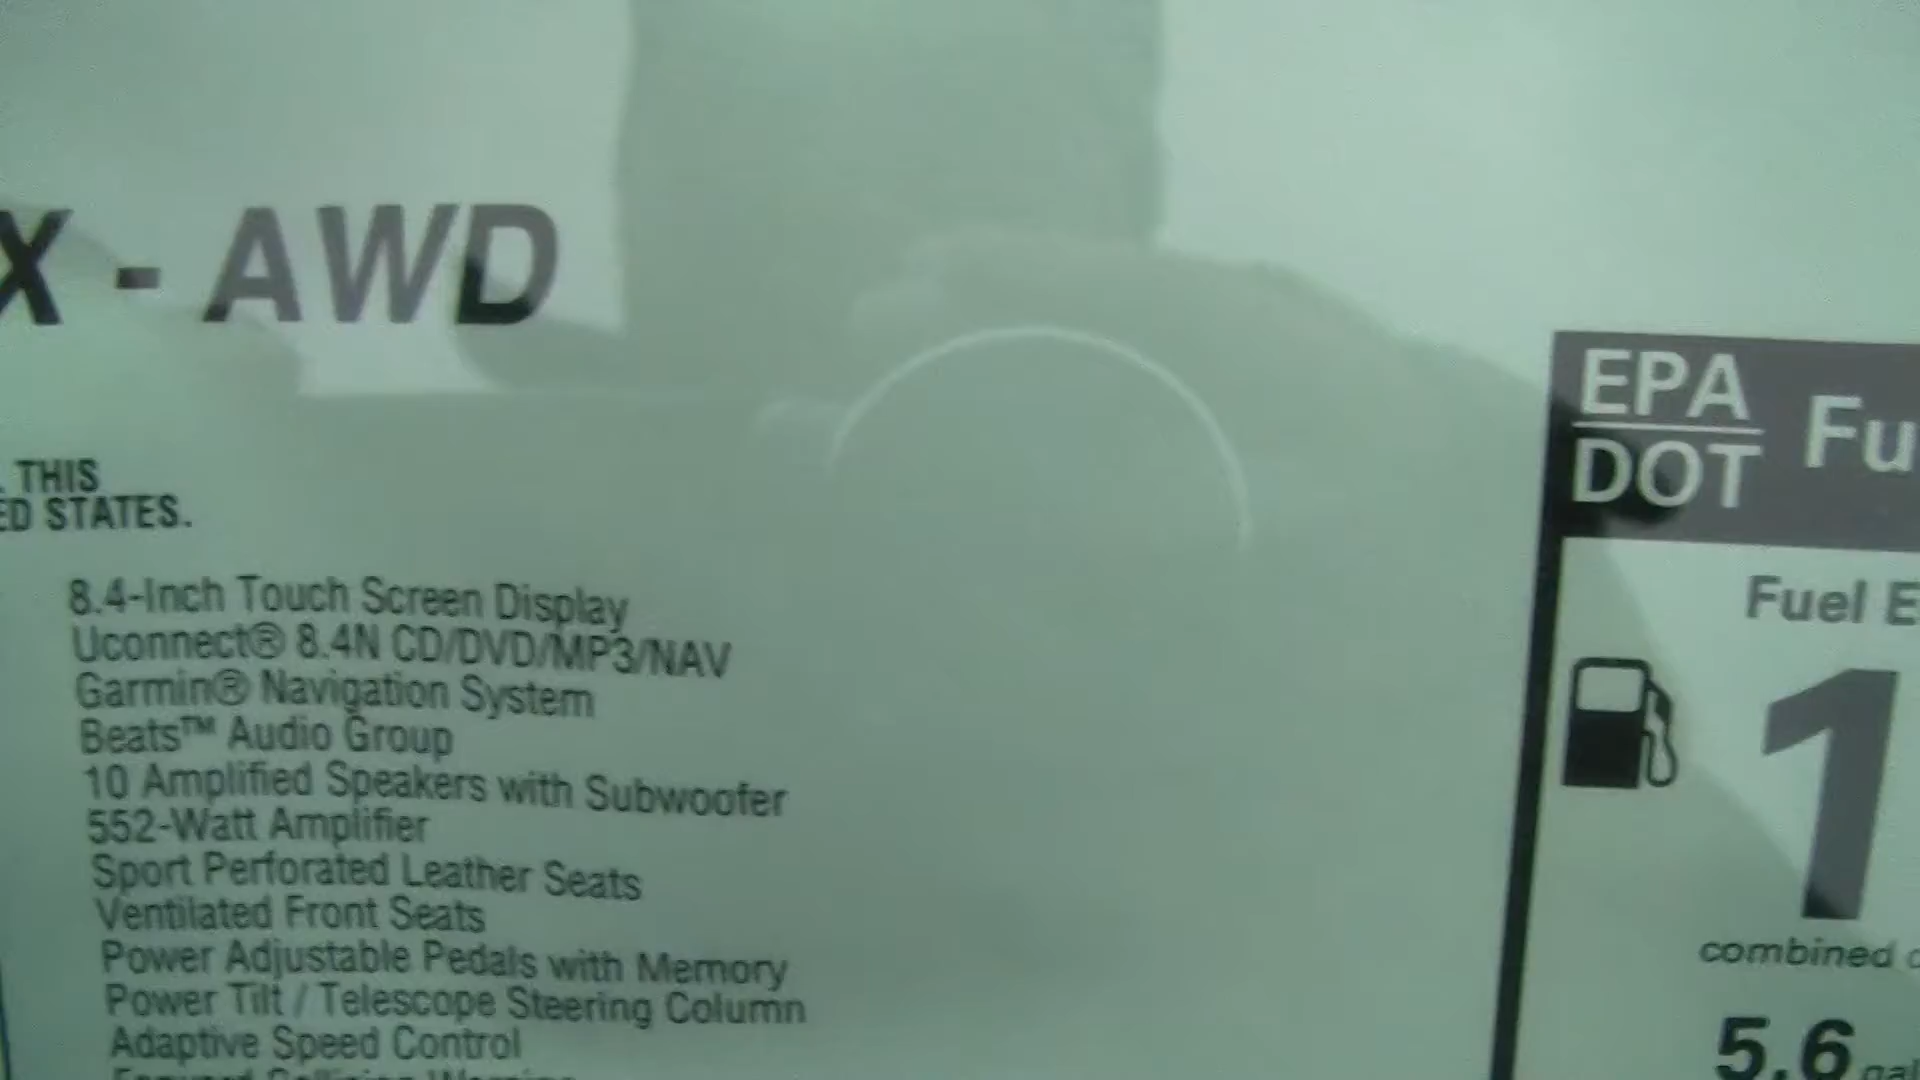 X - AWD
THIS
ED STATES.
8.4-Inch Touch Screen Display
Uconnect® 8.4N CD/DVD/MP3/NAV
Garmin® Navigation System
Beats™ Audio Group
10 Amplified Speakers with Subwoofer
552-Watt Amplifier
Sport Perforated Leather Seats
Ventilated Front Seats
Power Adjustable Pedals with Memory
Power Tilt / Telescope Steering Column
Adaptive Speed Control
EPA
DOT
Fu
Fuel E
1
combined
5.6 gal